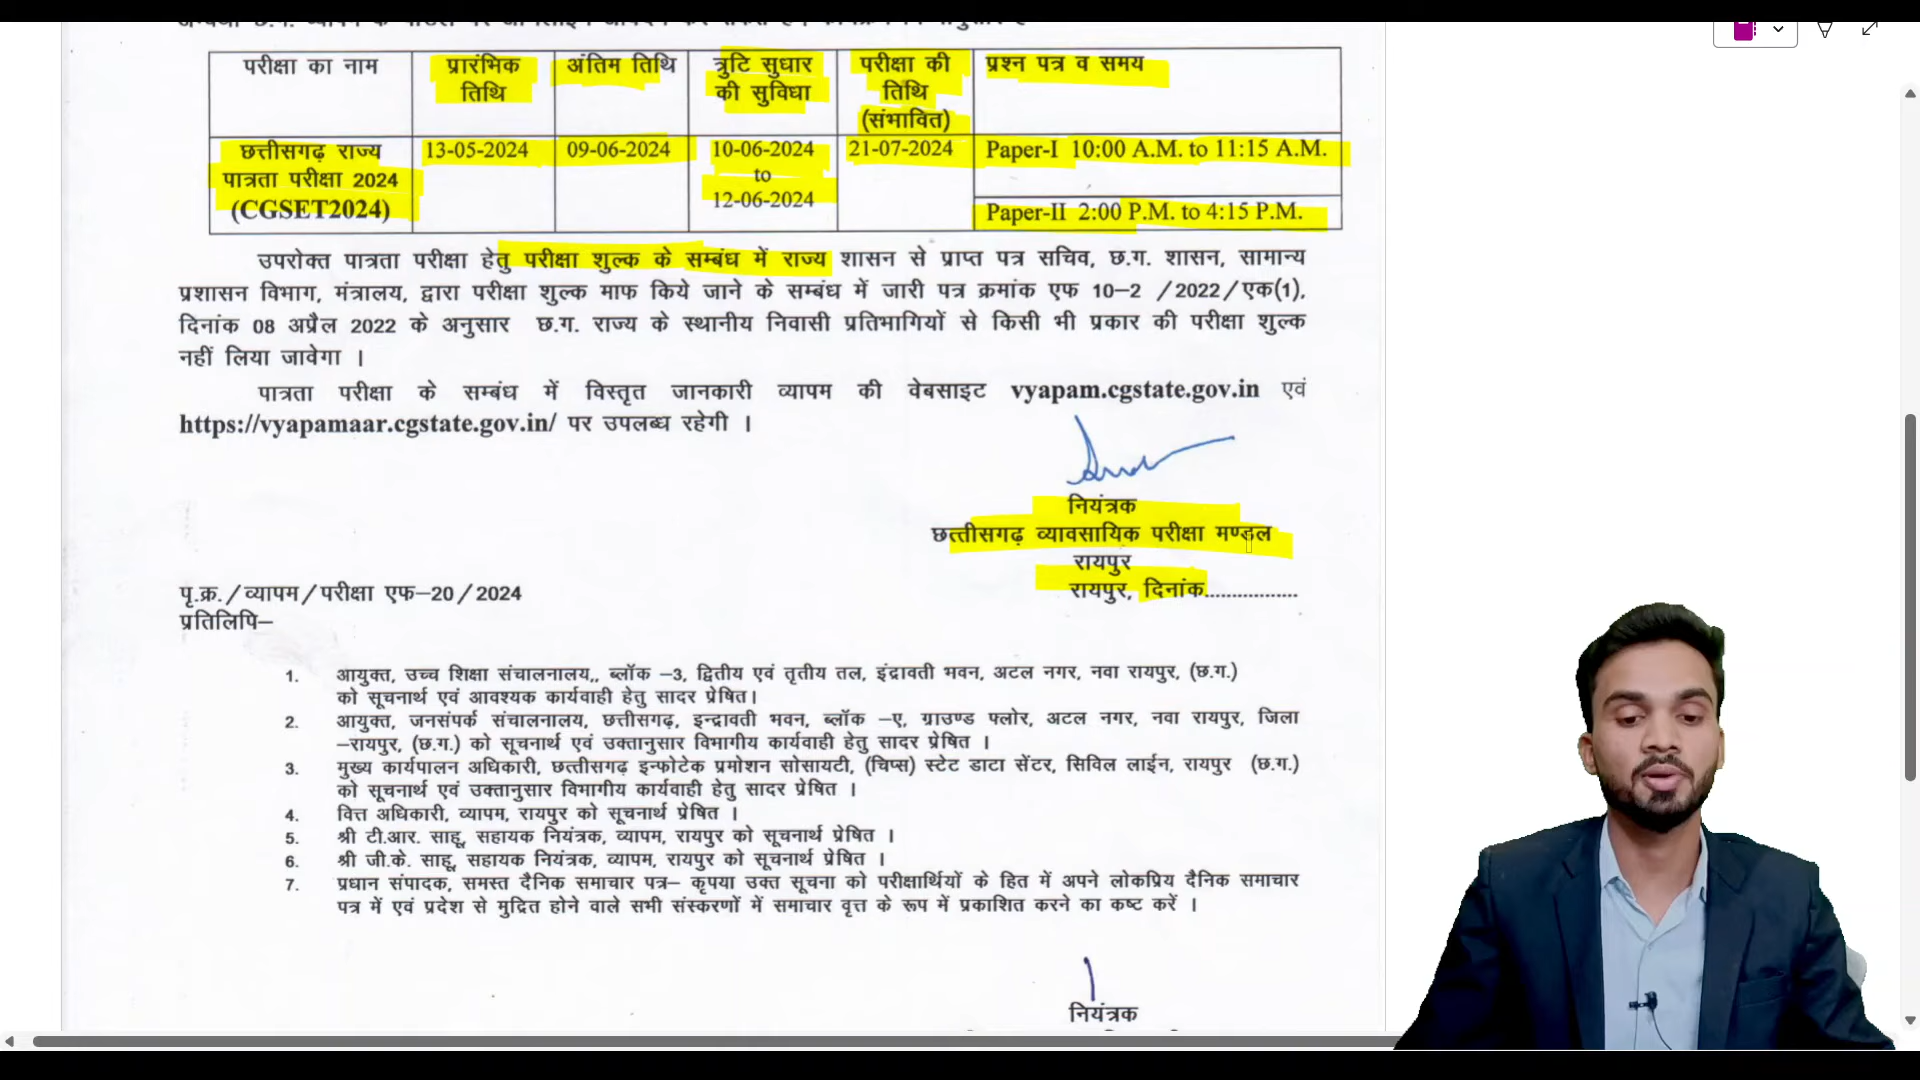 परीक्षा का नाम
प्रारंभिक तिथि
अंतिम तिथि
त्रुटि सुधार की सुविधा
परीक्षा की तिथि (संभावित)
प्रश्न पत्र व समय
छत्तीसगढ़ राज्य पात्रता परीक्षा 2024 (CGSET2024)
13-05-2024
09-06-2024
10-06-2024 to 12-06-2024
21-07-2024
Paper-I 10:00 A.M. to 11:15 A.M.
Paper-II 2:00 P.M. to 4:15 P.M.
उपरोक्त पात्रता परीक्षा हेतु परीक्षा शुल्क के सम्बंध में राज्य शासन से प्राप्त पत्र सचिव, छ.ग. शासन, सामान्य
प्रशासन विभाग, मंत्रालय, द्वारा परीक्षा शुल्क माफ किये जाने के सम्बंध में जारी पत्र क्रमांक एफ 10–2 /2022/एक(1),
दिनांक 08 अप्रैल 2022 के अनुसार छ.ग. राज्य के स्थानीय निवासी प्रतिभागियों से किसी भी प्रकार की परीक्षा शुल्क
नहीं लिया जावेगा ।
पात्रता परीक्षा के सम्बंध में विस्तृत जानकारी व्यापम की वेबसाइट vyapam.cgstate.gov.in एवं
https://vyapamaar.cgstate.gov.in/ पर उपलब्ध रहेगी ।
नियंत्रक
छत्तीसगढ़ व्यावसायिक परीक्षा मण्डल
रायपुर
रायपुर, दिनांक.................
पृ.क्र./व्यापम/परीक्षा एफ–20/2024
प्रतिलिपि–
1. आयुक्त, उच्च शिक्षा संचालनालय,, ब्लॉक –3, द्वितीय एवं तृतीय तल, इंद्रावती भवन, अटल नगर, नवा रायपुर, (छ.ग.)
को सूचनार्थ एवं आवश्यक कार्यवाही हेतु सादर प्रेषित।
2. आयुक्त, जनसंपर्क संचालनालय, छत्तीसगढ़, इन्द्रावती भवन, ब्लॉक –ए, ग्राउण्ड फ्लोर, अटल नगर, नवा रायपुर, जिला
–रायपुर, (छ.ग.) को सूचनार्थ एवं उक्तानुसार विभागीय कार्यवाही हेतु सादर प्रेषित ।
3. मुख्य कार्यपालन अधिकारी, छत्तीसगढ़ इन्फोटेक प्रमोशन सोसायटी, (चिप्स) स्टेट डाटा सेंटर, सिविल लाईन, रायपुर (छ.ग.)
को सूचनार्थ एवं उक्तानुसार विभागीय कार्यवाही हेतु सादर प्रेषित ।
4. वित्त अधिकारी, व्यापम, रायपुर को सूचनार्थ प्रेषित ।
5. श्री टी.आर. साहू, सहायक नियंत्रक, व्यापम, रायपुर को सूचनार्थ प्रेषित ।
6. श्री जी.के. साहू, सहायक नियंत्रक, व्यापम, रायपुर को सूचनार्थ प्रेषित ।
7. प्रधान संपादक, समस्त दैनिक समाचार पत्र– कृपया उक्त सूचना को परीक्षार्थियों के हित में अपने लोकप्रिय दैनिक समाचार
पत्र में एवं प्रदेश से मुद्रित होने वाले सभी संस्करणों में समाचार वृत्त के रूप में प्रकाशित करने का कष्ट करें ।
नियंत्रक